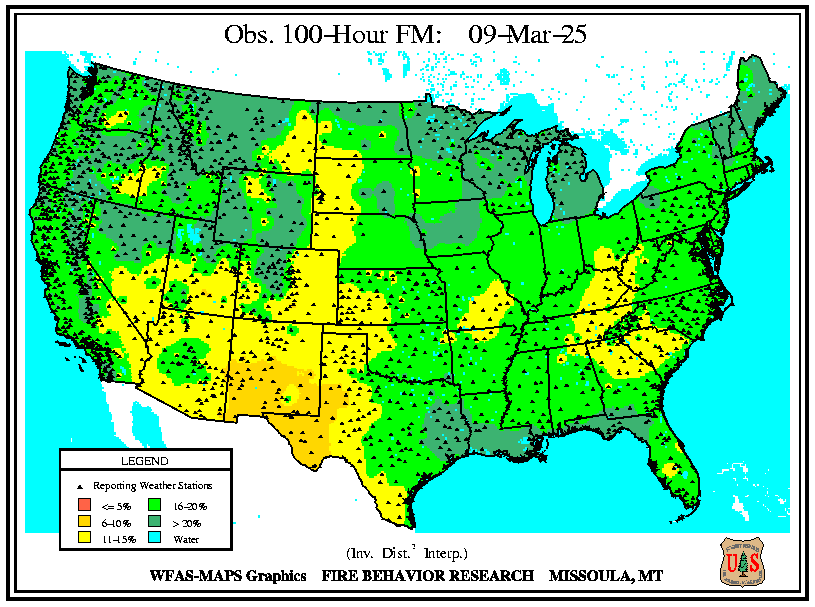 Obs. 100-Hour FM: 09-Mar-25
LEGEND
Reporting Weather Stations
<= 5% 16-20%
6-10% > 20%
11-15% Water
(Inv. Dist.² Interp.)
WFAS-MAPS Graphics FIRE BEHAVIOR RESEARCH MISSOULA, MT
U S